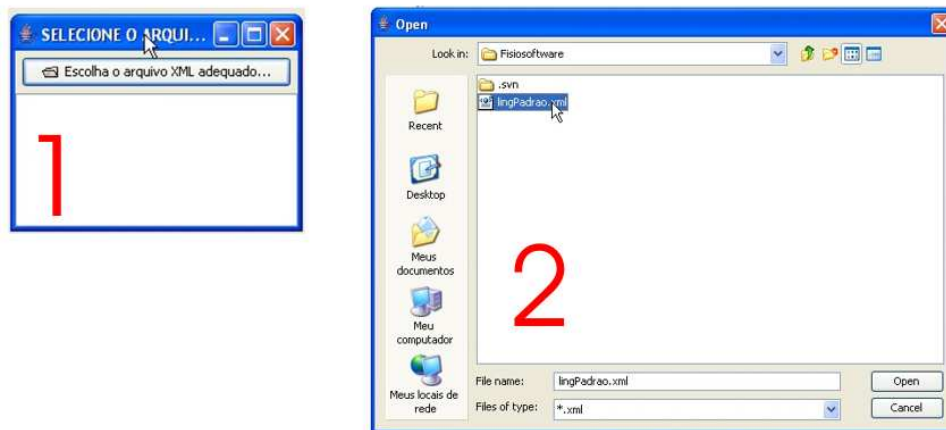 SELECIONE O ARQUI...
Escolha o arquivo XML adequado...
1
Open
Look in:
Fisiosoftware
.svn
lingPadrao.xml
Recent
Desktop
Meus
documentos
Meu
computador
Meus locais de
rede
2
File name:
lingPadrao.xml
Open
Files of type:
*.xml
Cancel